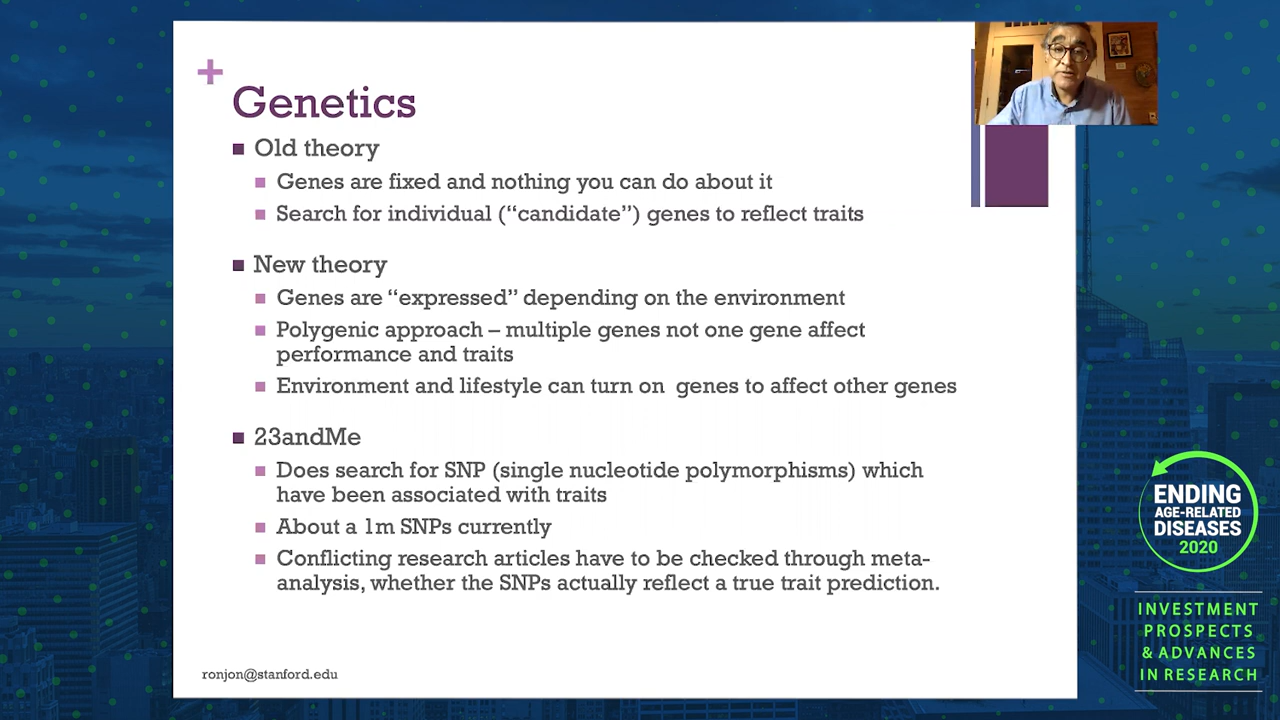 +
Genetics
Old theory
Genes are fixed and nothing you can do about it
Search for individual (“candidate”) genes to reflect traits
New theory
Genes are “expressed” depending on the environment
Polygenic approach – multiple genes not one gene affect
performance and traits
Environment and lifestyle can turn on  genes to affect other genes
23andMe
Does search for SNP (single nucleotide polymorphisms) which
have been associated with traits
About a 1m SNPs currently
Conflicting research articles have to be checked through meta-
analysis, whether the SNPs actually reflect a true trait prediction.
ronjon@stanford.edu
ENDING
AGE-RELATED
DISEASES
2020
INVESTMENT
PROSPECTS
& ADVANCES
IN RESEARCH